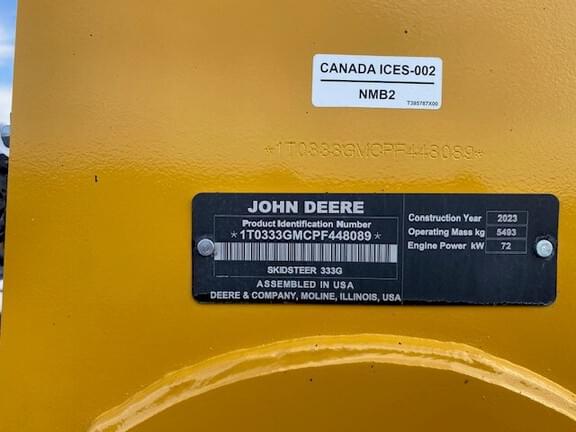 CANADA ICES-002
NMB2
T395787X00
*1T0333GMCPF448089*
JOHN DEERE
Product Identification Number
*1T0333GMCPF448089*
SKIDSTEER 333G
ASSEMBLED IN USA
DEERE & COMPANY, MOLINE, ILLINOIS, USA
Construction Year 2023
Operating Mass kg 5493
Engine Power kW 72